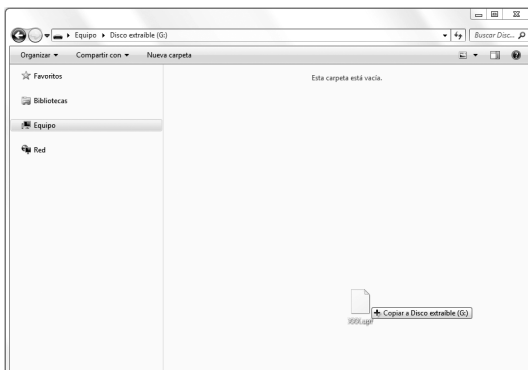 Equipo ▸ Disco extraíble (G:)
Buscar Disc...
Organizar Compartir con Nueva carpeta
Favoritos
Esta carpeta está vacía.
Bibliotecas
Equipo
Red
Copiar a Disco extraíble (G:)